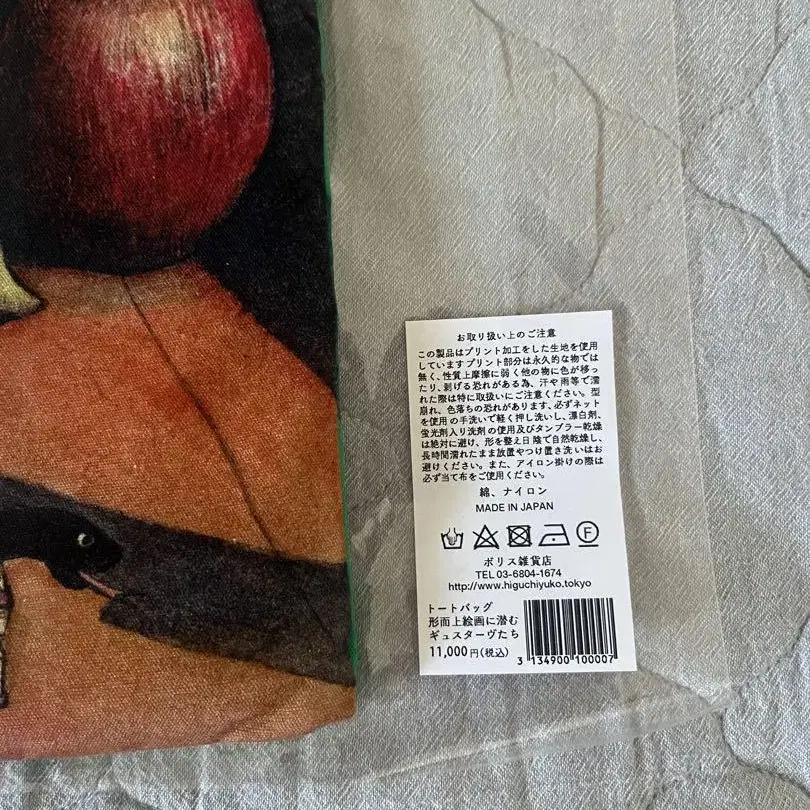 お取り扱い上のご注意
この製品はプリント加工をした生地を使用
していますプリント部分は永久的な物では
無く、性質上摩擦に弱く他の物に色が移っ
たり、剥げる恐れがある為、汗や雨等で濡
れた際は特に取扱いにご注意ください。型
崩れ、色落ちの恐れがあります、必ずネット
を使用の手洗いで軽く押し洗いし、漂白剤、
蛍光剤入り洗剤の使用及びタンブラー乾燥
は絶対に避け、形を整え日陰で自然乾燥し、
長時間濡れたまま放置やつけ置き洗いはお
避けください。また、アイロン掛けの際は
必ず当て布をご使用ください。
綿、ナイロン
MADE IN JAPAN
F
ボリス雑貨店
TEL 03-6804-1674
http://www.higuchiyuko.tokyo
トートバッグ
形而上絵画に潜む
ギュスターヴたち
11,000円(税込)
3 134900 100007